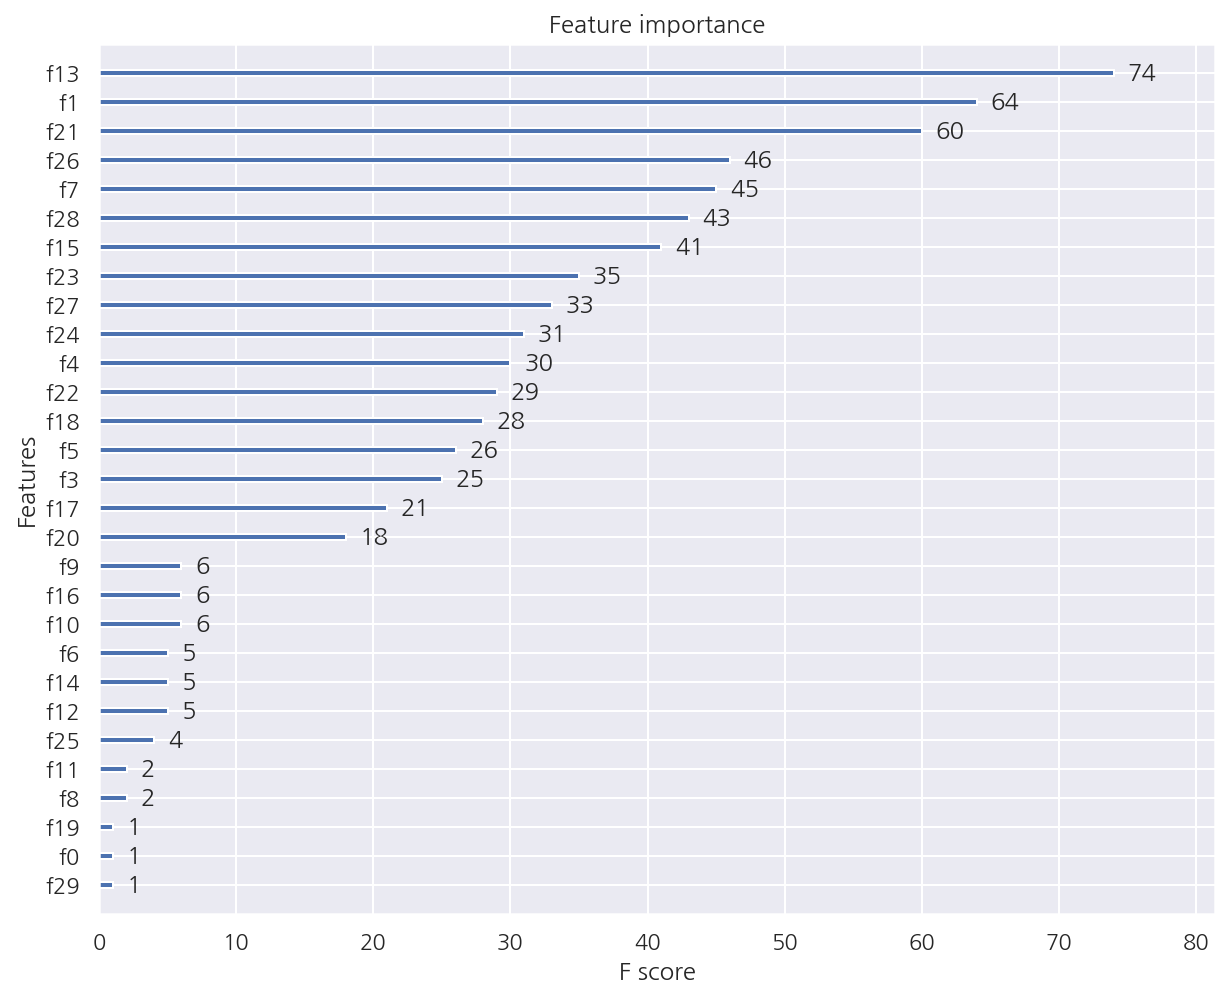 Feature importance
f13 74
f1 64
f21 60
f26 46
f7 45
f28 43
f15 41
f23 35
f27 33
f24 31
f4 30
f22 29
f18 28
f5 26
f3 25
f17 21
f20 18
f9 6
f16 6
f10 6
f6 5
f14 5
f12 5
f25 4
f11 2
f8 2
f19 1
f0 1
f29 1
Features
0 10 20 30 40 50 60 70 80
F score